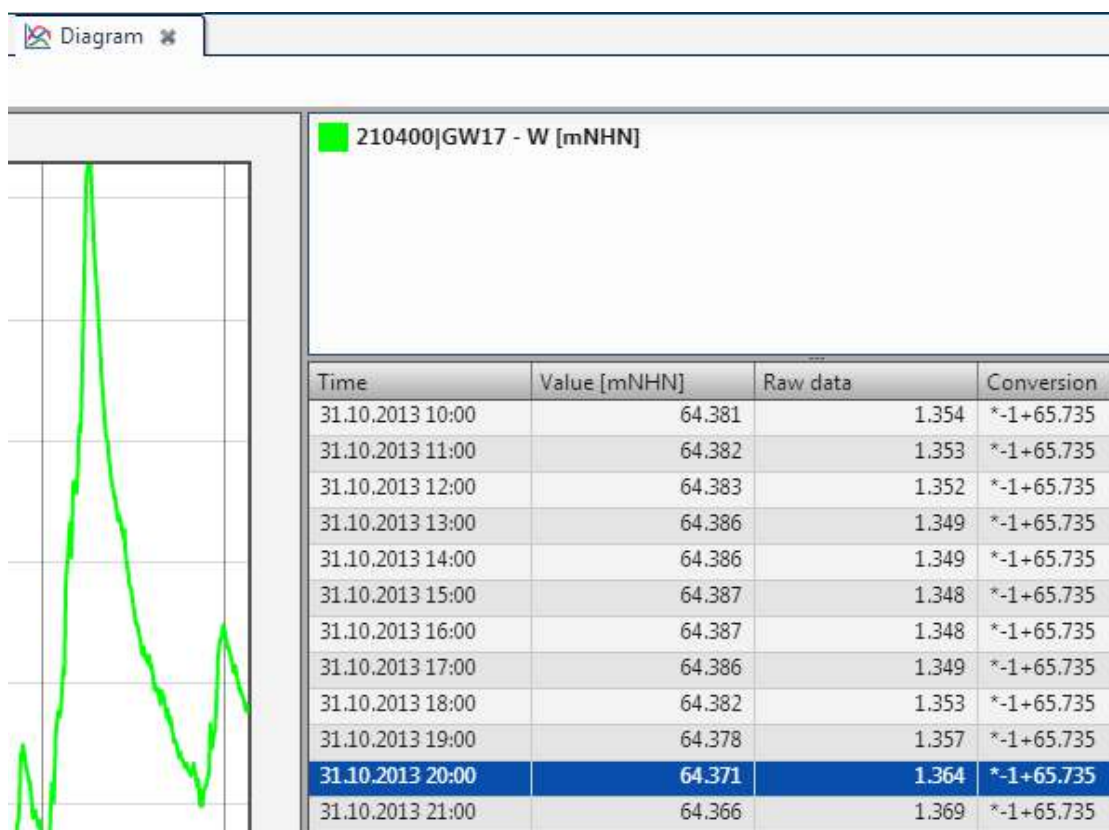 Diagram
210400|GW17 - W [mNHN]
Time Value [mNHN] Raw data Conversion
31.10.2013 10:00 64.381 1.354 *-1+65.735
31.10.2013 11:00 64.382 1.353 *-1+65.735
31.10.2013 12:00 64.383 1.352 *-1+65.735
31.10.2013 13:00 64.386 1.349 *-1+65.735
31.10.2013 14:00 64.386 1.349 *-1+65.735
31.10.2013 15:00 64.387 1.348 *-1+65.735
31.10.2013 16:00 64.387 1.348 *-1+65.735
31.10.2013 17:00 64.386 1.349 *-1+65.735
31.10.2013 18:00 64.382 1.353 *-1+65.735
31.10.2013 19:00 64.378 1.357 *-1+65.735
31.10.2013 20:00 64.371 1.364 *-1+65.735
31.10.2013 21:00 64.366 1.369 *-1+65.735